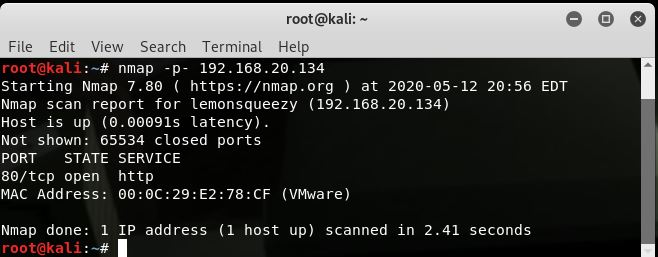 root@kali: ~
File Edit View Search Terminal Help
root@kali:~# nmap -p- 192.168.20.134
Starting Nmap 7.80 ( https://nmap.org ) at 2020-05-12 20:56 EDT
Nmap scan report for lemonsqueezy (192.168.20.134)
Host is up (0.00091s latency).
Not shown: 65534 closed ports
PORT   STATE SERVICE
80/tcp open  http
MAC Address: 00:0C:29:E2:78:CF (VMware)
Nmap done: 1 IP address (1 host up) scanned in 2.41 seconds
root@kali:~#